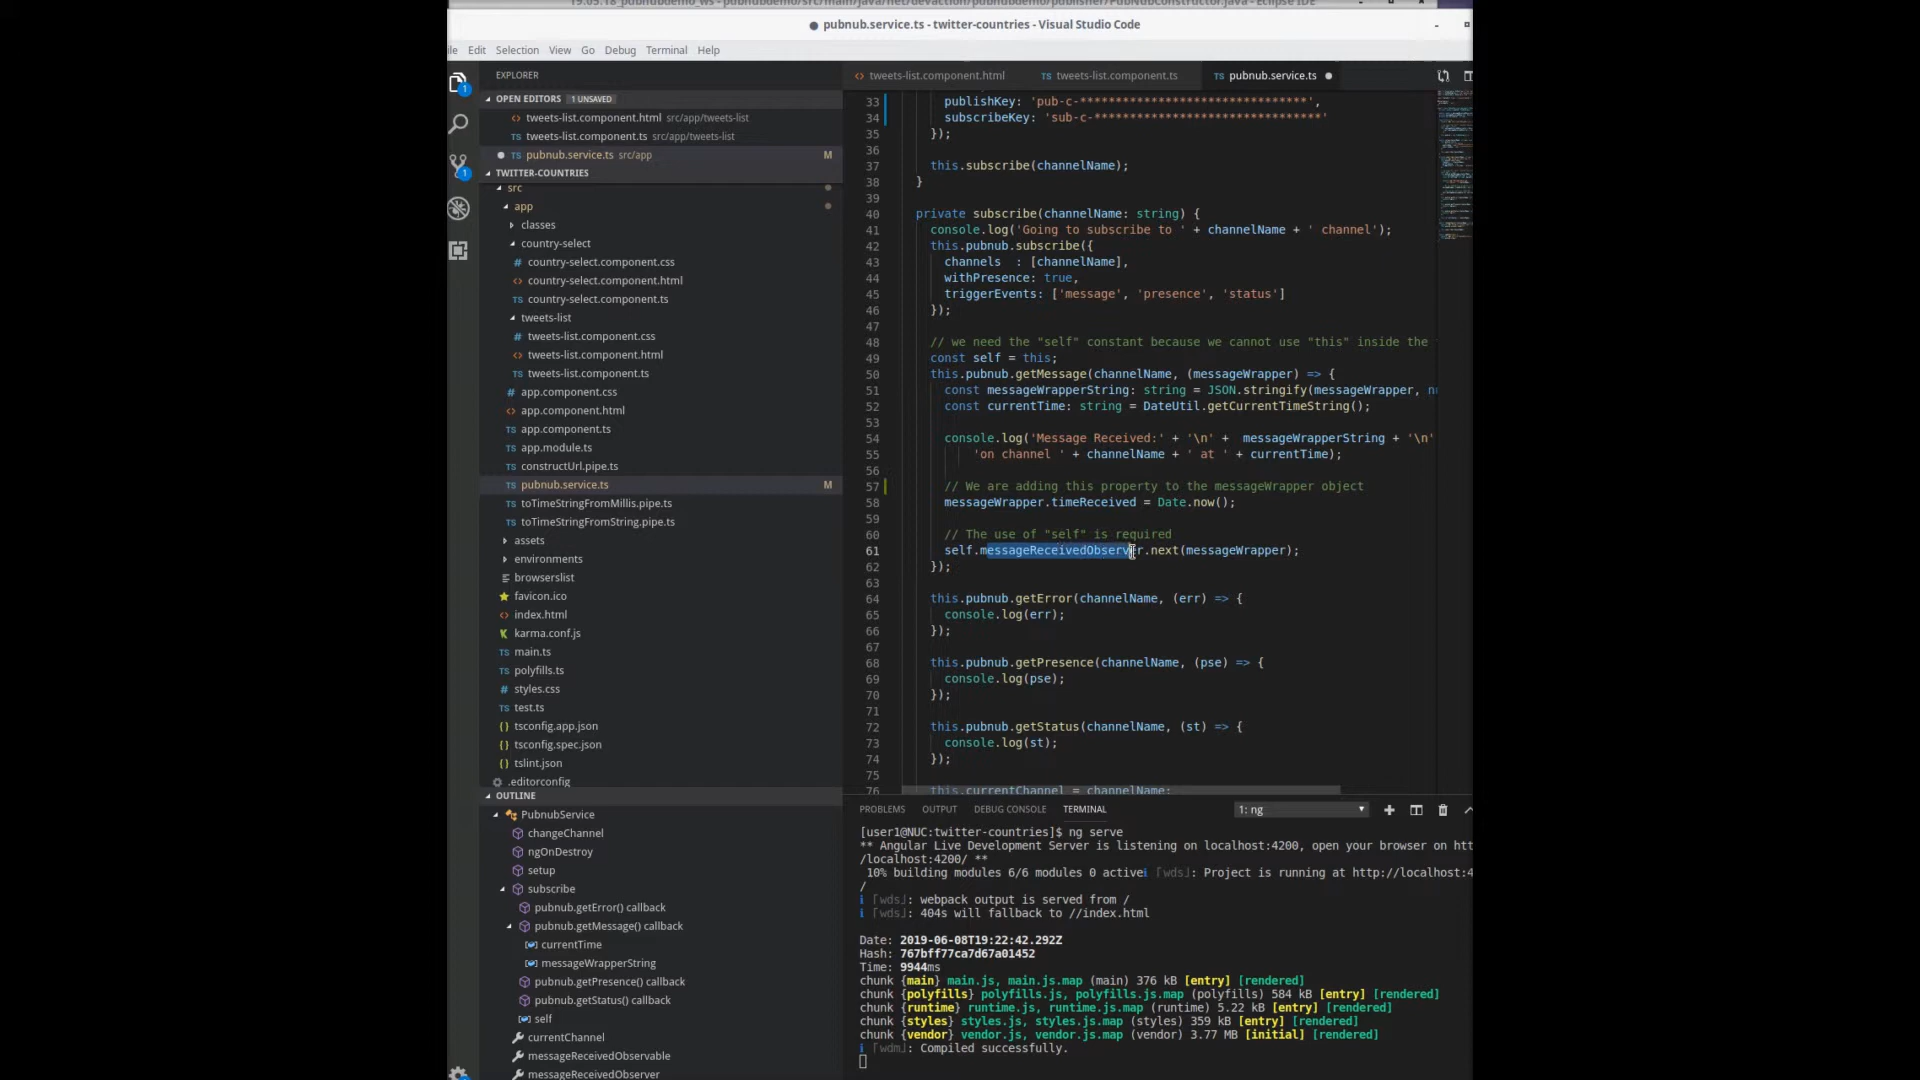 19.05.18_pubnubdemo_ws - pubnubdemo/src/main/java/net/devaction/pubnubdemo/publisher/PubNubConstructor.java - Eclipse IDE
● pubnub.service.ts - twitter-countries - Visual Studio Code
ile Edit Selection View Go Debug Terminal Help
EXPLORER
OPEN EDITORS 1 UNSAVED
tweets-list.component.html src/app/tweets-list
tweets-list.component.ts src/app/tweets-list
pubnub.service.ts src/app M
TWITTER-COUNTRIES
src
app
classes
country-select
country-select.component.css
country-select.component.html
country-select.component.ts
tweets-list
tweets-list.component.css
tweets-list.component.html
tweets-list.component.ts
app.component.css
app.component.html
app.component.ts
app.module.ts
constructUrl.pipe.ts
pubnub.service.ts M
toTimeStringFromMillis.pipe.ts
toTimeStringFromString.pipe.ts
assets
environments
browserslist
favicon.ico
index.html
karma.conf.js
main.ts
polyfills.ts
styles.css
test.ts
tsconfig.app.json
tsconfig.spec.json
tslint.json
.editorconfig
OUTLINE
PubnubService
changeChannel
ngOnDestroy
setup
subscribe
pubnub.getError() callback
pubnub.getMessage() callback
currentTime
messageWrapperString
pubnub.getPresence() callback
pubnub.getStatus() callback
self
currentChannel
messageReceivedObservable
messageReceivedObserver
tweets-list.component.html tweets-list.component.ts pubnub.service.ts ●
33 publishKey: 'pub-c-********************************',
34 subscribeKey: 'sub-c-********************************'
35 });
36
37 this.subscribe(channelName);
38 }
39
40 private subscribe(channelName: string) {
41 console.log('Going to subscribe to ' + channelName + ' channel');
42 this.pubnub.subscribe({
43 channels : [channelName],
44 withPresence: true,
45 triggerEvents: ['message', 'presence', 'status']
46 });
47
48 // we need the "self" constant because we cannot use "this" inside the
49 const self = this;
50 this.pubnub.getMessage(channelName, (messageWrapper) => {
51 const messageWrapperString: string = JSON.stringify(messageWrapper, n
52 const currentTime: string = DateUtil.getCurrentTimeString();
53
54 console.log('Message Received:' + '\n' + messageWrapperString + '\n'
55 'on channel ' + channelName + ' at ' + currentTime);
56
57 // We are adding this property to the messageWrapper object
58 messageWrapper.timeReceived = Date.now();
59
60 // The use of "self" is required
61 self.messageReceivedObserver.next(messageWrapper);
62 });
63
64 this.pubnub.getError(channelName, (err) => {
65 console.log(err);
66 });
67
68 this.pubnub.getPresence(channelName, (pse) => {
69 console.log(pse);
70 });
71
72 this.pubnub.getStatus(channelName, (st) => {
73 console.log(st);
74 });
75
76 this.currentChannel = channelName;
PROBLEMS OUTPUT DEBUG CONSOLE TERMINAL 1: ng
[user1@NUC:twitter-countries]$ ng serve
** Angular Live Development Server is listening on localhost:4200, open your browser on htt
/localhost:4200/ **
10% building modules 6/6 modules 0 activeℹ ｢wds｣: Project is running at http://localhost:4
/
ℹ ｢wds｣: webpack output is served from /
ℹ ｢wds｣: 404s will fallback to //index.html
Date: 2019-06-08T19:22:42.292Z
Hash: 767bff77ca7d67a01452
Time: 9944ms
chunk {main} main.js, main.js.map (main) 376 kB [entry] [rendered]
chunk {polyfills} polyfills.js, polyfills.js.map (polyfills) 584 kB [entry] [rendered]
chunk {runtime} runtime.js, runtime.js.map (runtime) 5.22 kB [entry] [rendered]
chunk {styles} styles.js, styles.js.map (styles) 359 kB [entry] [rendered]
chunk {vendor} vendor.js, vendor.js.map (vendor) 3.77 MB [initial] [rendered]
ℹ ｢wdm｣: Compiled successfully.